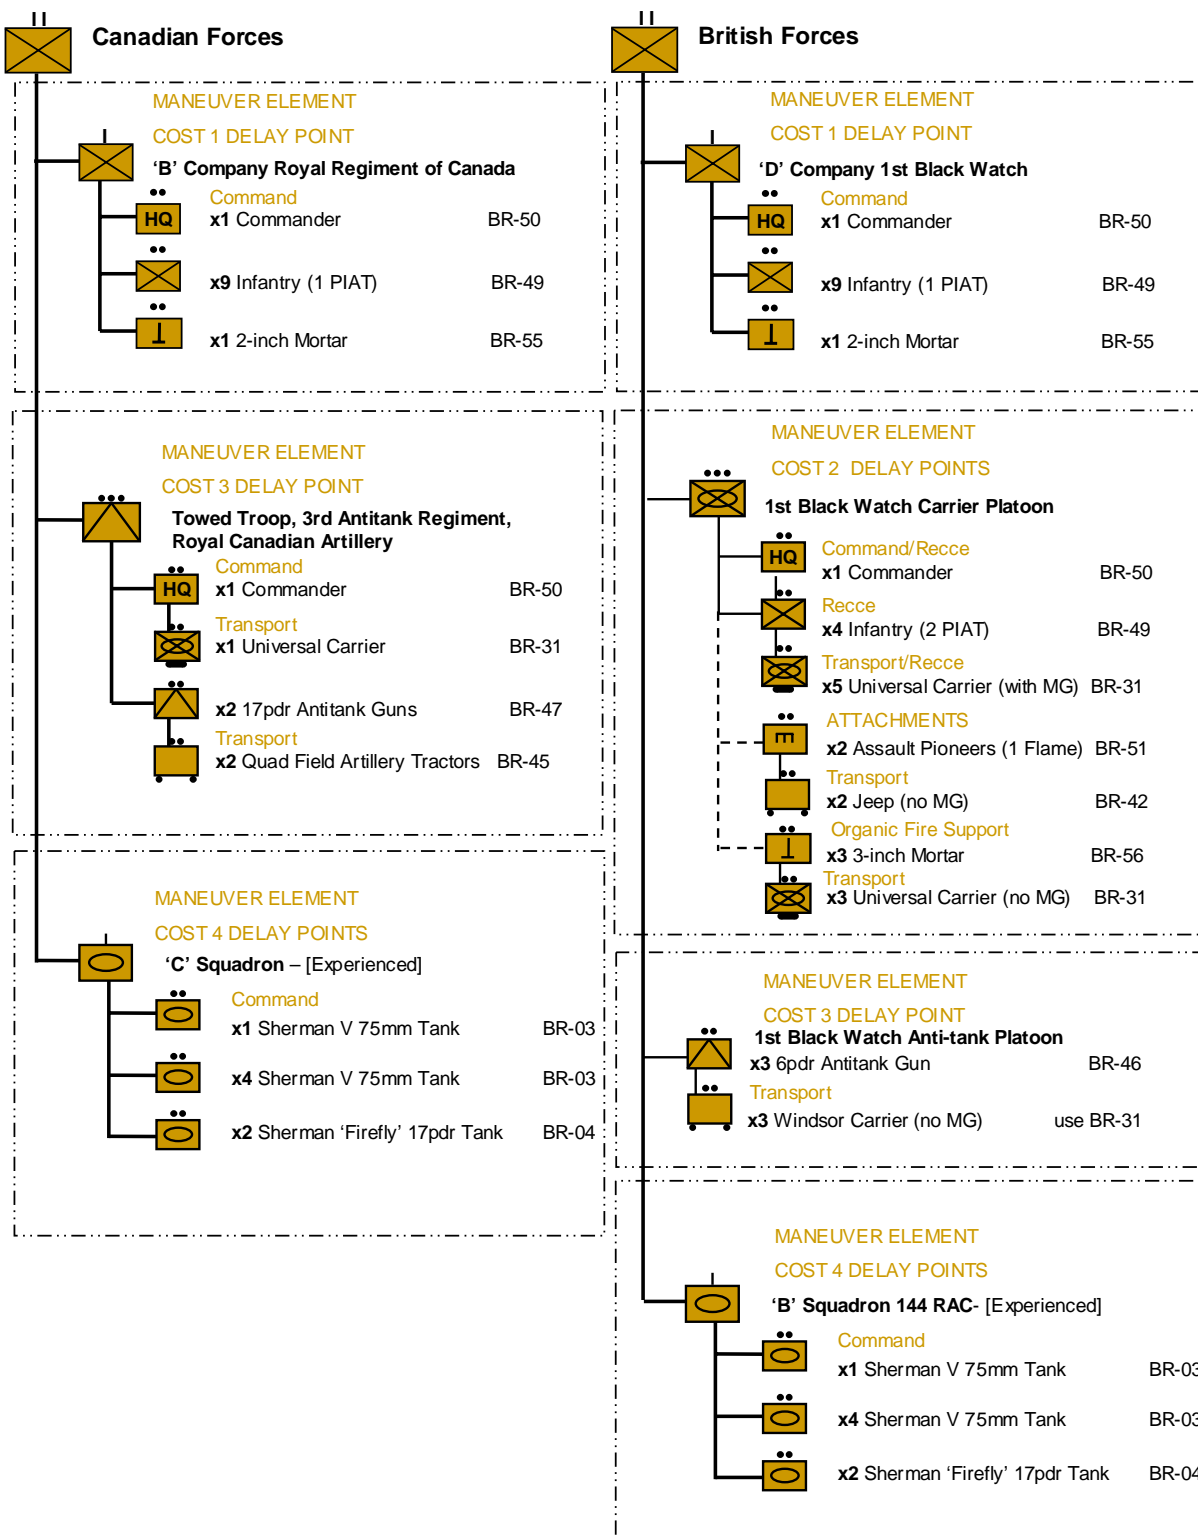 Canadian Forces
MANEUVER ELEMENT
COST 1 DELAY POINT
‘B’ Company Royal Regiment of Canada
Command
HQ x1 Commander BR-50
x9 Infantry (1 PIAT) BR-49
x1 2-inch Mortar BR-55
MANEUVER ELEMENT
COST 3 DELAY POINT
Towed Troop, 3rd Antitank Regiment,
Royal Canadian Artillery
Command
HQ x1 Commander BR-50
Transport
x1 Universal Carrier BR-31
x2 17pdr Antitank Guns BR-47
Transport
x2 Quad Field Artillery Tractors BR-45
MANEUVER ELEMENT
COST 4 DELAY POINTS
‘C’ Squadron – [Experienced]
Command
x1 Sherman V 75mm Tank BR-03
x4 Sherman V 75mm Tank BR-03
x2 Sherman ‘Firefly’ 17pdr Tank BR-04
British Forces
MANEUVER ELEMENT
COST 1 DELAY POINT
‘D’ Company 1st Black Watch
Command
HQ x1 Commander BR-50
x9 Infantry (1 PIAT) BR-49
x1 2-inch Mortar BR-55
MANEUVER ELEMENT
COST 2 DELAY POINTS
1st Black Watch Carrier Platoon
Command/Recce
HQ x1 Commander BR-50
Recce
x4 Infantry (2 PIAT) BR-49
Transport/Recce
x5 Universal Carrier (with MG) BR-31
ATTACHMENTS
x2 Assault Pioneers (1 Flame) BR-51
Transport
x2 Jeep (no MG) BR-42
Organic Fire Support
x3 3-inch Mortar BR-56
Transport
x3 Universal Carrier (no MG) BR-31
MANEUVER ELEMENT
COST 3 DELAY POINT
1st Black Watch Anti-tank Platoon
x3 6pdr Antitank Gun BR-46
Transport
x3 Windsor Carrier (no MG) use BR-31
MANEUVER ELEMENT
COST 4 DELAY POINTS
‘B’ Squadron 144 RAC- [Experienced]
Command
x1 Sherman V 75mm Tank BR-03
x4 Sherman V 75mm Tank BR-03
x2 Sherman ‘Firefly’ 17pdr Tank BR-04